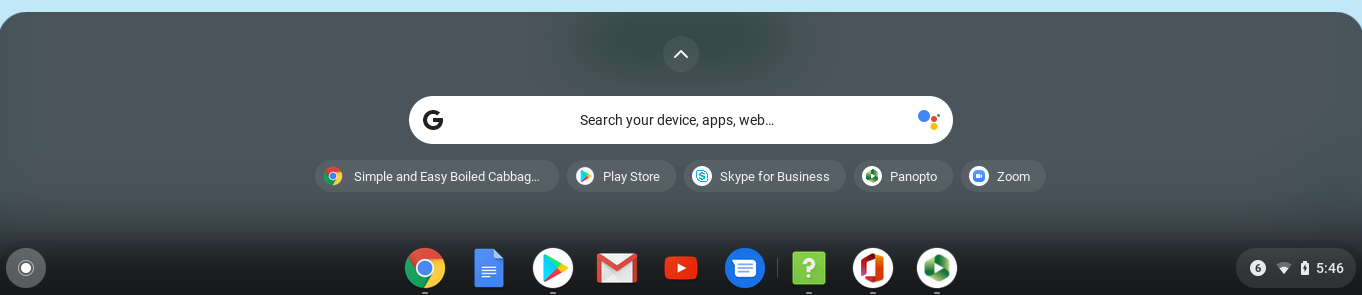 Search your device, apps, web…
Simple and Easy Boiled Cabbag… Play Store Skype for Business Panopto Zoom
6 5:46